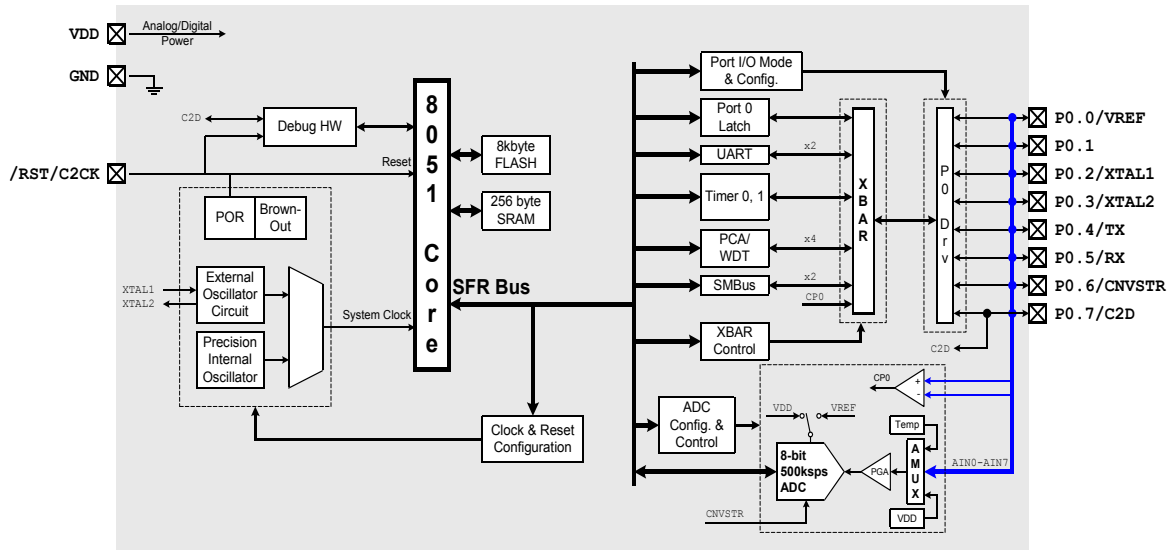 VDD
Analog/Digital
Power
GND
/RST/C2CK
C2D
Debug HW
Reset
POR
Brown-
Out
XTAL1
XTAL2
External
Oscillator
Circuit
Precision
Internal
Oscillator
System Clock
8
0
5
1
C
o
r
e
8kbyte
FLASH
256 byte
SRAM
SFR Bus
Clock & Reset
Configuration
Port I/O Mode
& Config.
Port 0
Latch
UART
x2
Timer 0, 1
PCA/
WDT
x4
SMBus
x2
CP0
XBAR
Control
X
B
A
R
P
0
D
r
v
P0.0/VREF
P0.1
P0.2/XTAL1
P0.3/XTAL2
P0.4/TX
P0.5/RX
P0.6/CNVSTR
P0.7/C2D
C2D
CP0
+
-
ADC
Config. &
Control
VDD
VREF
8-bit
500ksps
ADC
CNVSTR
PGA
Temp
A
M
U
X
VDD
AIN0-AIN7